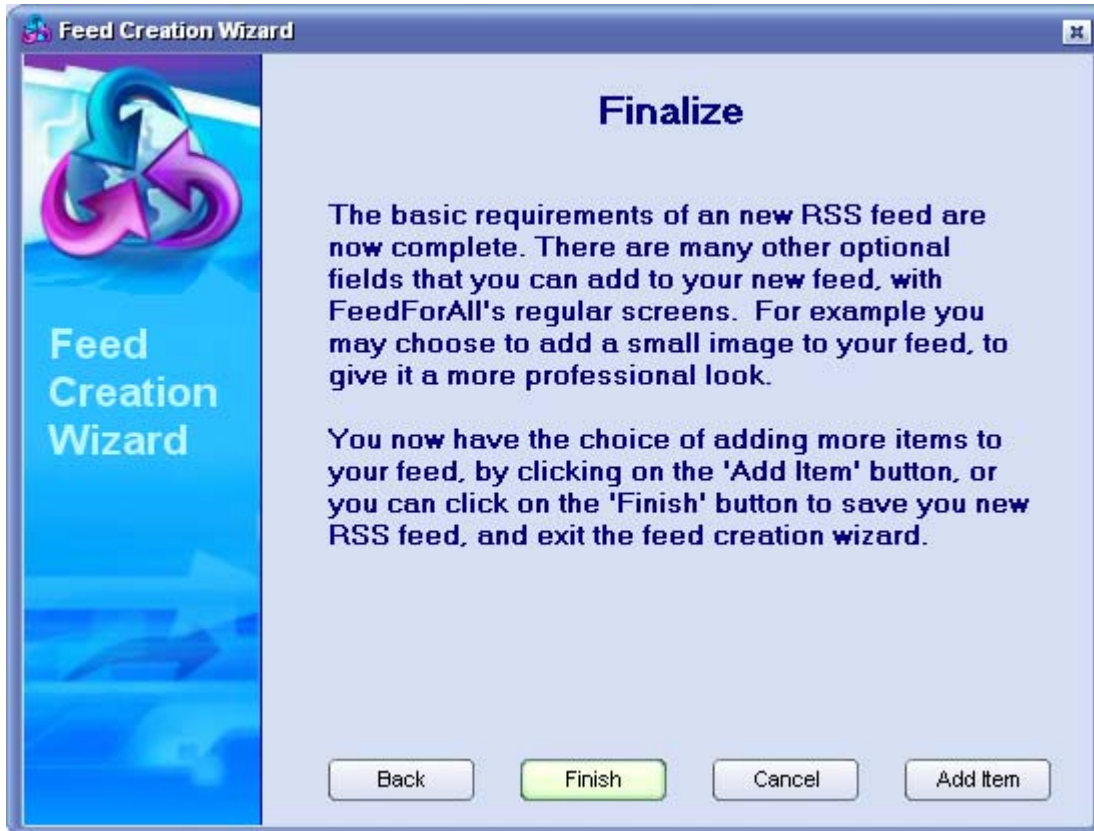 Feed Creation Wizard
Finalize
The basic requirements of an new RSS feed are
now complete. There are many other optional
fields that you can add to your new feed, with
FeedForAll's regular screens.  For example you
may choose to add a small image to your feed, to
give it a more professional look.
You now have the choice of adding more items to
your feed, by clicking on the 'Add Item' button, or
you can click on the 'Finish' button to save you new
RSS feed, and exit the feed creation wizard.
Feed
Creation
Wizard
Back Finish Cancel Add Item